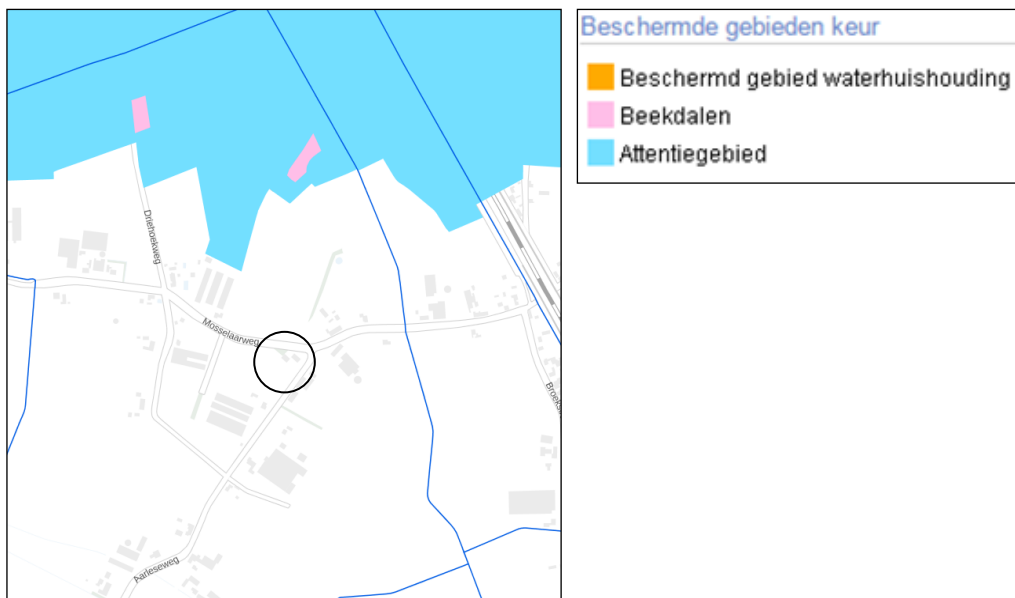 Beschermde gebieden keur
Beschermd gebied waterhuishouding
Beekdalen
Attentiegebied
Driehoekweg
Mosselaarweg
Aarleseweg